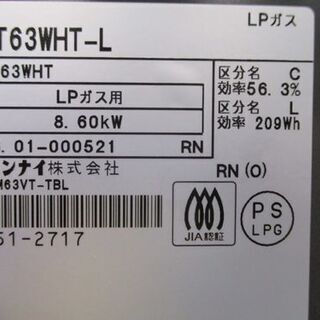 LPガス
T63WHT-L
63WHT
LPガス用
8.60kW
区分名 C
効率56.3%
区分名 L
効率 209Wh
. 01-000521 RN
ンナイ株式会社
M63VT-TBL
RN (O)
51-2717
JIA認証
PS
LPG